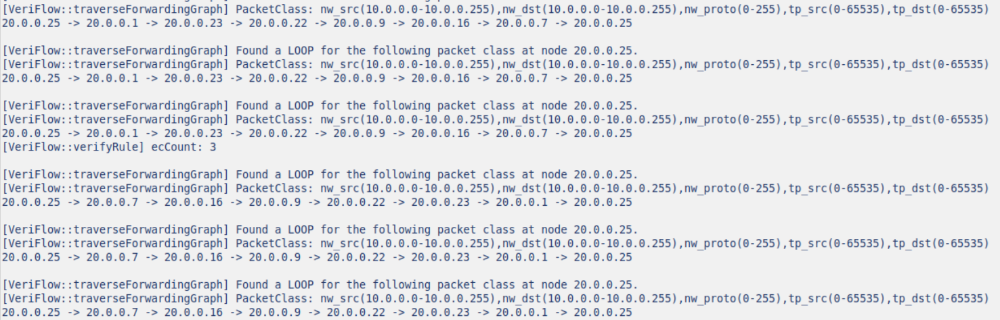 [VeriFlow::traverseForwardingGraph] PacketClass: nw_src(10.0.0.0-10.0.0.255),nw_dst(10.0.0.0-10.0.0.255),nw_proto(0-255),tp_src(0-65535),tp_dst(0-65535)
20.0.0.25 -> 20.0.0.1 -> 20.0.0.23 -> 20.0.0.22 -> 20.0.0.9 -> 20.0.0.16 -> 20.0.0.7 -> 20.0.0.25
[VeriFlow::traverseForwardingGraph] Found a LOOP for the following packet class at node 20.0.0.25.
[VeriFlow::traverseForwardingGraph] PacketClass: nw_src(10.0.0.0-10.0.0.255),nw_dst(10.0.0.0-10.0.0.255),nw_proto(0-255),tp_src(0-65535),tp_dst(0-65535)
20.0.0.25 -> 20.0.0.1 -> 20.0.0.23 -> 20.0.0.22 -> 20.0.0.9 -> 20.0.0.16 -> 20.0.0.7 -> 20.0.0.25
[VeriFlow::traverseForwardingGraph] Found a LOOP for the following packet class at node 20.0.0.25.
[VeriFlow::traverseForwardingGraph] PacketClass: nw_src(10.0.0.0-10.0.0.255),nw_dst(10.0.0.0-10.0.0.255),nw_proto(0-255),tp_src(0-65535),tp_dst(0-65535)
20.0.0.25 -> 20.0.0.1 -> 20.0.0.23 -> 20.0.0.22 -> 20.0.0.9 -> 20.0.0.16 -> 20.0.0.7 -> 20.0.0.25
[VeriFlow::verifyRule] ecCount: 3
[VeriFlow::traverseForwardingGraph] Found a LOOP for the following packet class at node 20.0.0.25.
[VeriFlow::traverseForwardingGraph] PacketClass: nw_src(10.0.0.0-10.0.0.255),nw_dst(10.0.0.0-10.0.0.255),nw_proto(0-255),tp_src(0-65535),tp_dst(0-65535)
20.0.0.25 -> 20.0.0.7 -> 20.0.0.16 -> 20.0.0.9 -> 20.0.0.22 -> 20.0.0.23 -> 20.0.0.1 -> 20.0.0.25
[VeriFlow::traverseForwardingGraph] Found a LOOP for the following packet class at node 20.0.0.25.
[VeriFlow::traverseForwardingGraph] PacketClass: nw_src(10.0.0.0-10.0.0.255),nw_dst(10.0.0.0-10.0.0.255),nw_proto(0-255),tp_src(0-65535),tp_dst(0-65535)
20.0.0.25 -> 20.0.0.7 -> 20.0.0.16 -> 20.0.0.9 -> 20.0.0.22 -> 20.0.0.23 -> 20.0.0.1 -> 20.0.0.25
[VeriFlow::traverseForwardingGraph] Found a LOOP for the following packet class at node 20.0.0.25.
[VeriFlow::traverseForwardingGraph] PacketClass: nw_src(10.0.0.0-10.0.0.255),nw_dst(10.0.0.0-10.0.0.255),nw_proto(0-255),tp_src(0-65535),tp_dst(0-65535)
20.0.0.25 -> 20.0.0.7 -> 20.0.0.16 -> 20.0.0.9 -> 20.0.0.22 -> 20.0.0.23 -> 20.0.0.1 -> 20.0.0.25